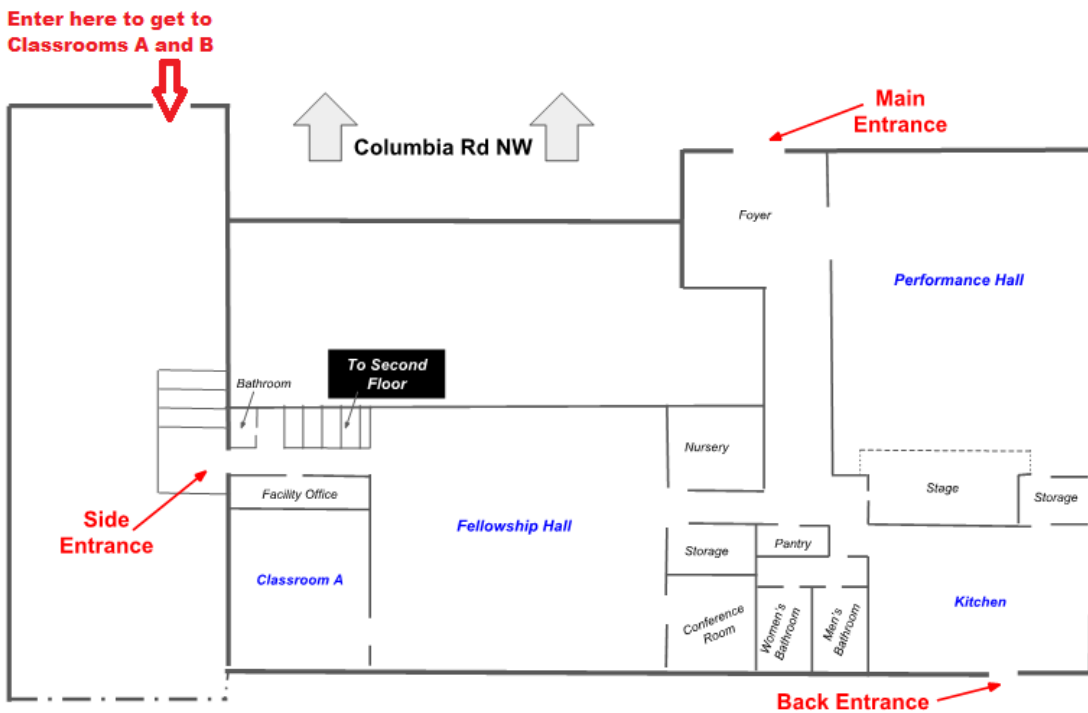 Enter here to get to
Classrooms A and B
Main
Entrance
Columbia Rd NW
Foyer
Performance Hall
To Second
Floor
Bathroom
Nursery
Stage
Storage
Facility Office
Side
Entrance
Fellowship Hall
Pantry
Storage
Classroom A
Kitchen
Conference
Room
Women's
Bathroom
Men's
Bathroom
Back Entrance